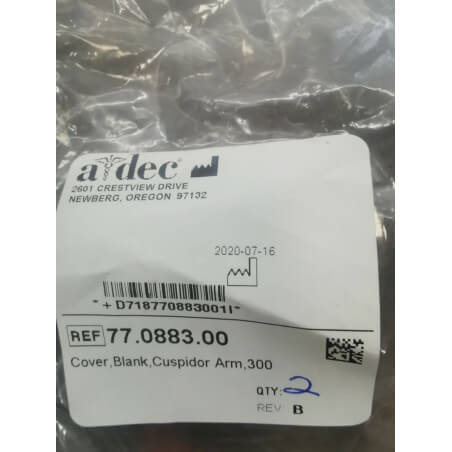 a-dec®
2601 CRESTVIEW DRIVE
NEWBERG, OREGON 97132
2020-07-16
"+D718770883001I"
REF 77.0883.00
Cover,Blank,Cuspidor Arm,300
QTY: 2
REV: B